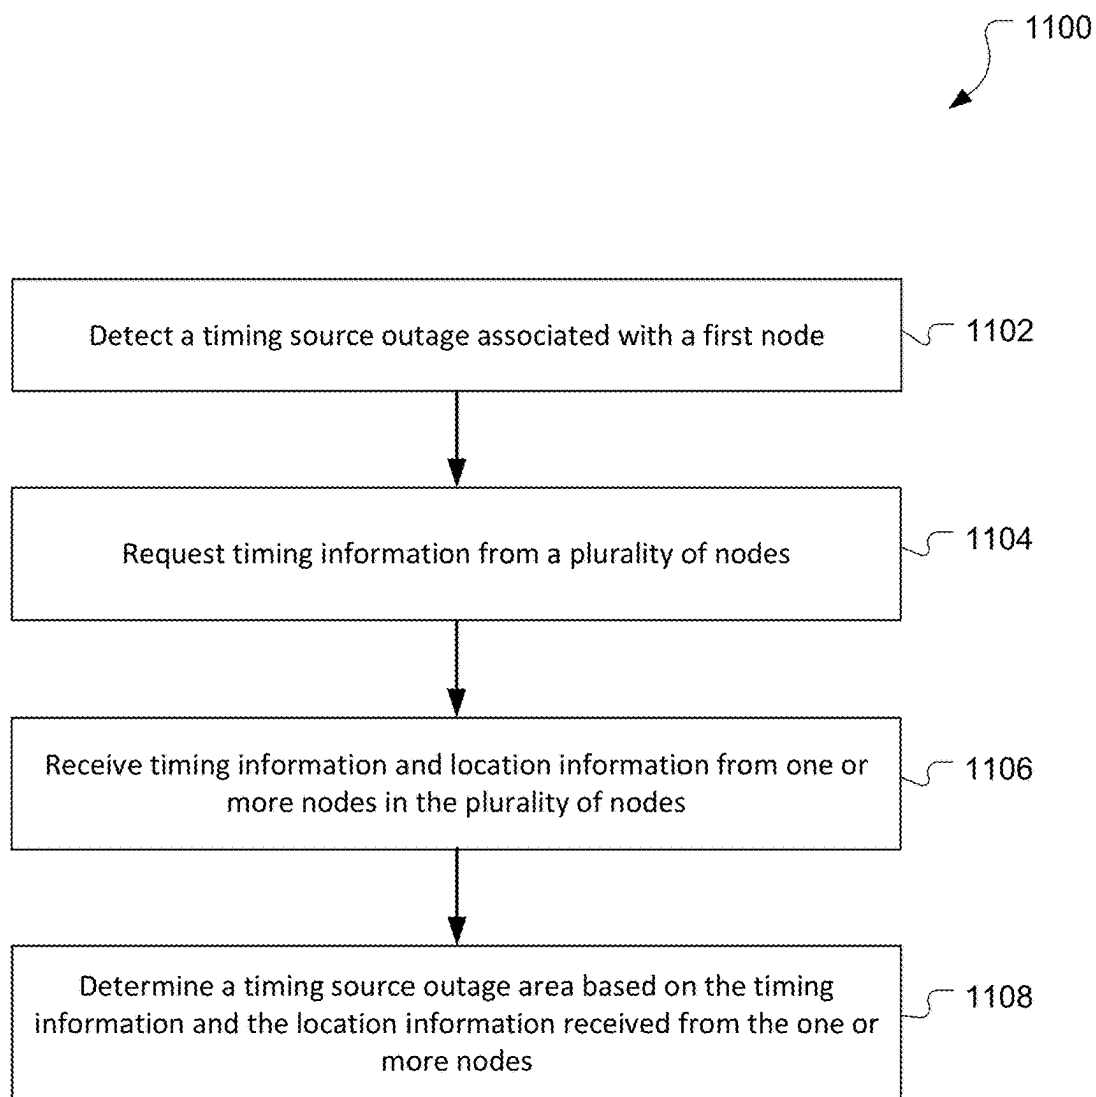 1100
Detect a timing source outage associated with a first node
1102
Request timing information from a plurality of nodes
1104
Receive timing information and location information from one or
more nodes in the plurality of nodes
1106
Determine a timing source outage area based on the timing
information and the location information received from the one or
more nodes
1108